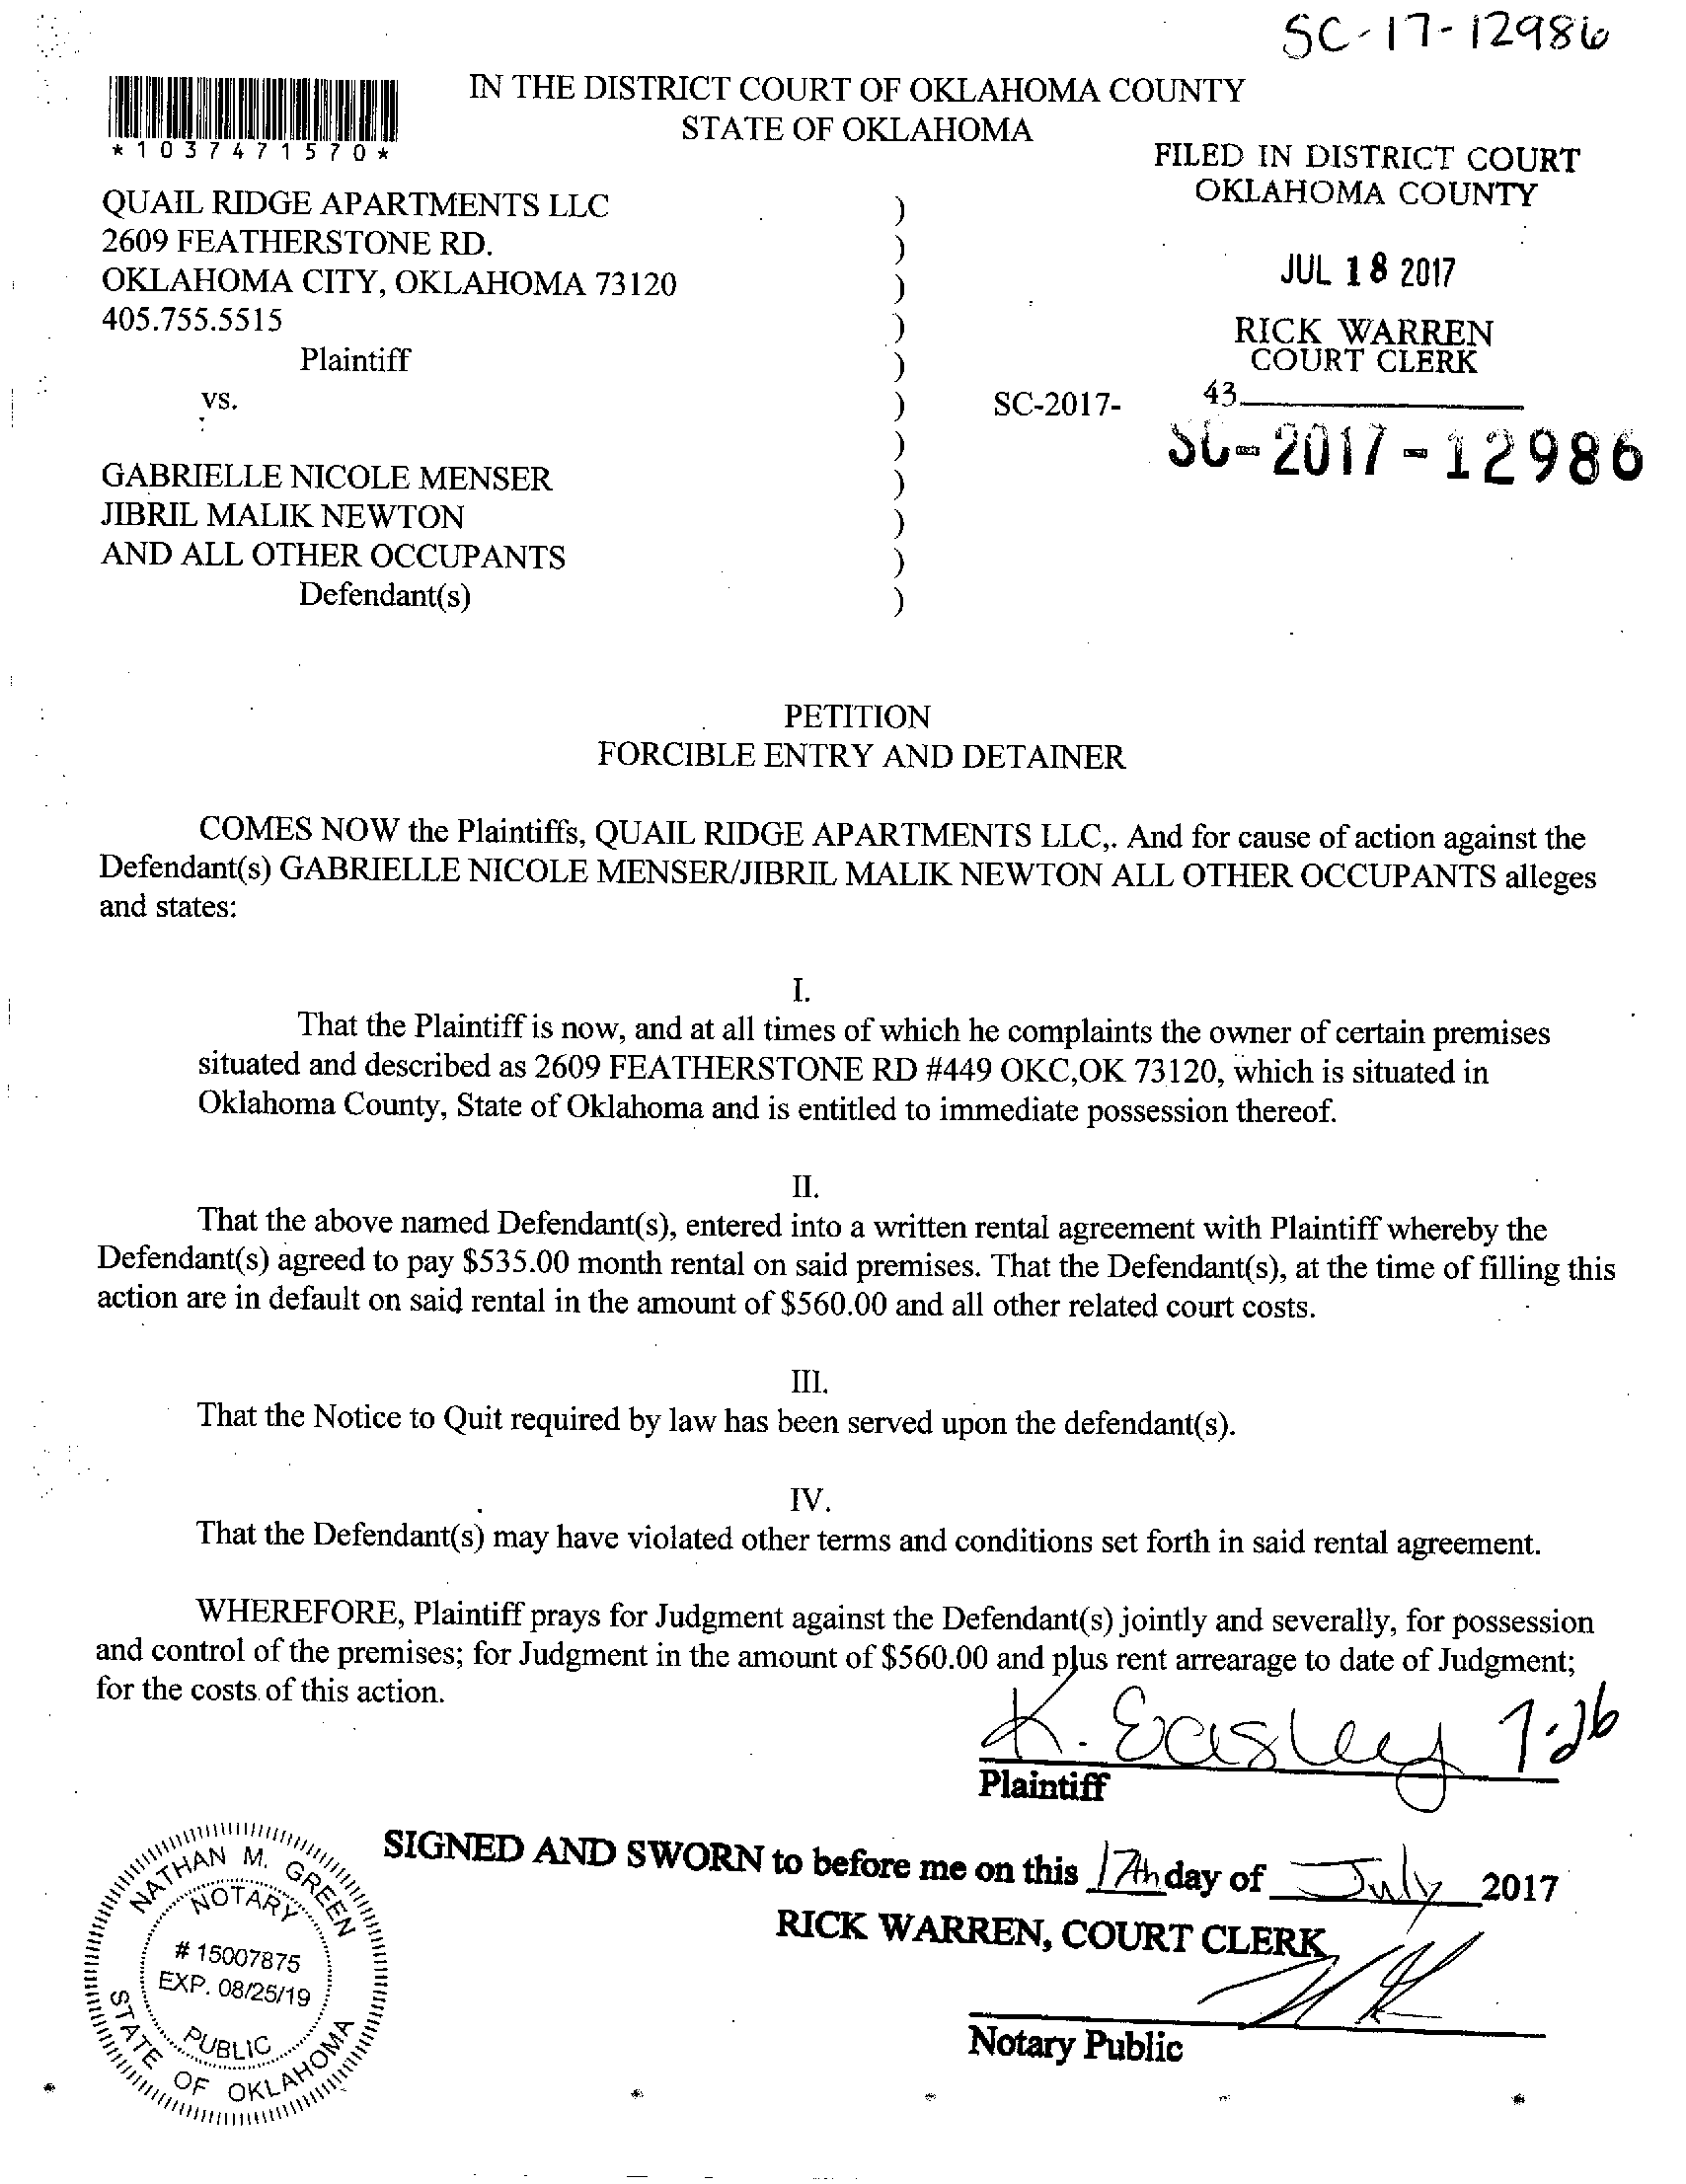 SC-17-12986
IN THE DISTRICT COURT OF OKLAHOMA COUNTY
STATE OF OKLAHOMA
*1037471570*
FILED IN DISTRICT COURT
OKLAHOMA COUNTY
JUL 18 2017
RICK WARREN
COURT CLERK
43
QUAIL RIDGE APARTMENTS LLC )
2609 FEATHERSTONE RD. )
OKLAHOMA CITY, OKLAHOMA 73120 )
405.755.5515 )
Plaintiff )
vs. ) SC-2017-
) SC-2017-12986
GABRIELLE NICOLE MENSER )
JIBRIL MALIK NEWTON )
AND ALL OTHER OCCUPANTS )
Defendant(s) )
PETITION
FORCIBLE ENTRY AND DETAINER
COMES NOW the Plaintiffs, QUAIL RIDGE APARTMENTS LLC,. And for cause of action against the
Defendant(s) GABRIELLE NICOLE MENSER/JIBRIL MALIK NEWTON ALL OTHER OCCUPANTS alleges
and states:
I.
That the Plaintiff is now, and at all times of which he complaints the owner of certain premises
situated and described as 2609 FEATHERSTONE RD #449 OKC,OK 73120, which is situated in
Oklahoma County, State of Oklahoma and is entitled to immediate possession thereof.
II.
That the above named Defendant(s), entered into a written rental agreement with Plaintiff whereby the
Defendant(s) agreed to pay $535.00 month rental on said premises. That the Defendant(s), at the time of filling this
action are in default on said rental in the amount of $560.00 and all other related court costs.
III.
That the Notice to Quit required by law has been served upon the defendant(s).
IV.
That the Defendant(s) may have violated other terms and conditions set forth in said rental agreement.
WHEREFORE, Plaintiff prays for Judgment against the Defendant(s) jointly and severally, for possession
and control of the premises; for Judgment in the amount of $560.00 and plus rent arrearage to date of Judgment;
for the costs of this action.
K. Easley 7.26
Plaintiff
SIGNED AND SWORN to before me on this 17th day of July 2017
RICK WARREN, COURT CLERK
Notary Public
NATHAN M. GREEN
NOTARY
# 15007875
EXP. 08/25/19
PUBLIC
STATE OF OKLAHOMA